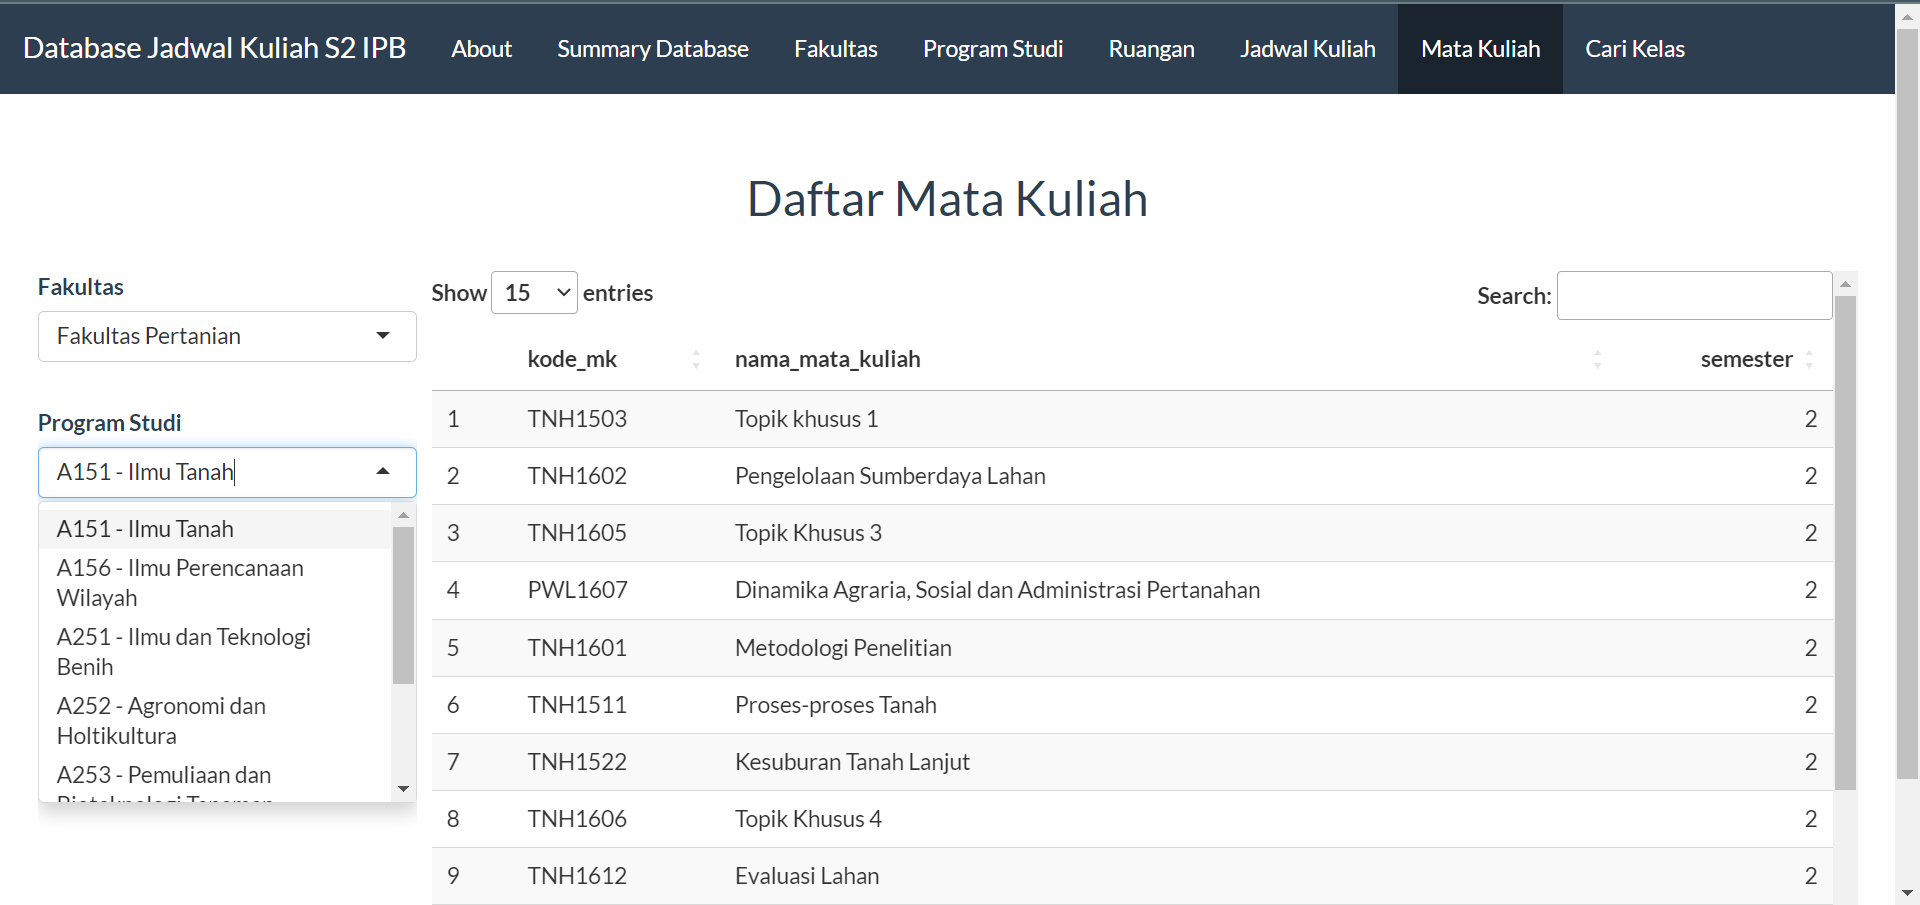 Database Jadwal Kuliah S2 IPB About Summary Database Fakultas Program Studi Ruangan Jadwal Kuliah Mata Kuliah Cari Kelas
Daftar Mata Kuliah
Fakultas
Fakultas Pertanian
Program Studi
A151 - Ilmu Tanah
A151 - Ilmu Tanah
A156 - Ilmu Perencanaan
Wilayah
A251 - Ilmu dan Teknologi
Benih
A252 - Agronomi dan
Holtikultura
A253 - Pemuliaan dan
Bioteknologi Tanaman
Show 15 entries
Search:
kode_mk nama_mata_kuliah semester
1 TNH1503 Topik khusus 1 2
2 TNH1602 Pengelolaan Sumberdaya Lahan 2
3 TNH1605 Topik Khusus 3 2
4 PWL1607 Dinamika Agraria, Sosial dan Administrasi Pertanahan 2
5 TNH1601 Metodologi Penelitian 2
6 TNH1511 Proses-proses Tanah 2
7 TNH1522 Kesuburan Tanah Lanjut 2
8 TNH1606 Topik Khusus 4 2
9 TNH1612 Evaluasi Lahan 2